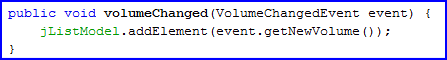 public void volumeChanged(VolumeChangedEvent event) {
    jListModel.addElement(event.getNewVolume());
}